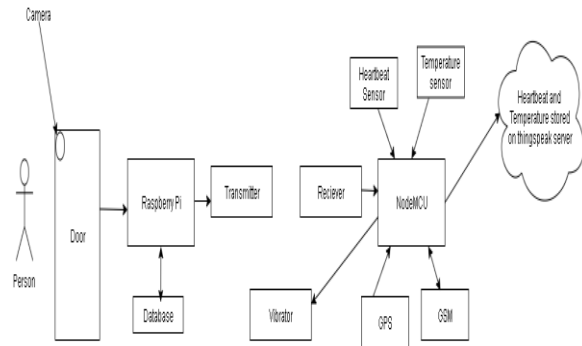 Camera
Heartbeat
Sensor
Temperature
sensor
Heartbeat and
Temperature stored
on thingspeak server
Person
Door
Raspberry Pi
Transmitter
Reciever
NodeMCU
Database
Vibrator
GPS
GSM